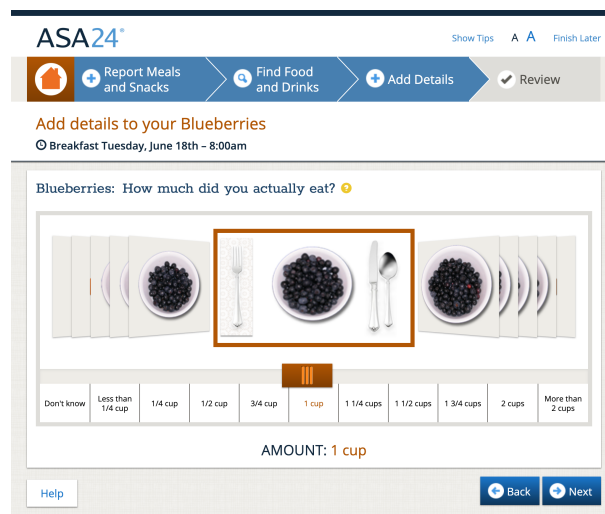 ASA24®
Show Tips A A Finish Later
Report Meals
and Snacks
Find Food
and Drinks
Add Details
Review
Add details to your Blueberries
Breakfast Tuesday, June 18th – 8:00am
Blueberries: How much did you actually eat? ?
Don't know
Less than
1/4 cup
1/4 cup
1/2 cup
3/4 cup
1 cup
1 1/4 cups
1 1/2 cups
1 3/4 cups
2 cups
More than
2 cups
AMOUNT: 1 cup
Help
Back
Next